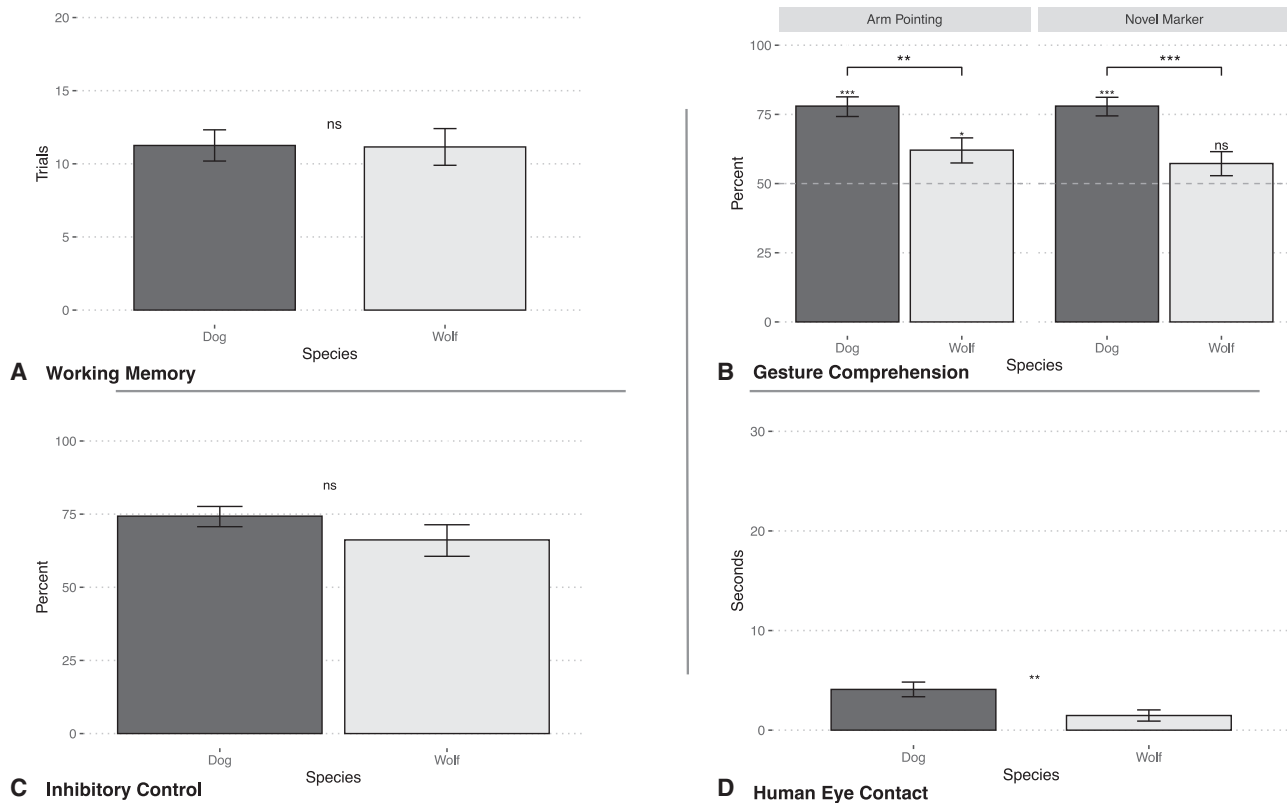 20
15
10
5
0
Trials
ns
Dog
Wolf
Species
A Working Memory
Arm Pointing
Novel Marker
100
75
50
25
0
Percent
**
***
***
*
***
ns
Dog
Wolf
Dog
Wolf
Species
B Gesture Comprehension
100
75
50
25
0
Percent
ns
Dog
Wolf
Species
C Inhibitory Control
30
20
10
0
Seconds
**
Dog
Wolf
Species
D Human Eye Contact